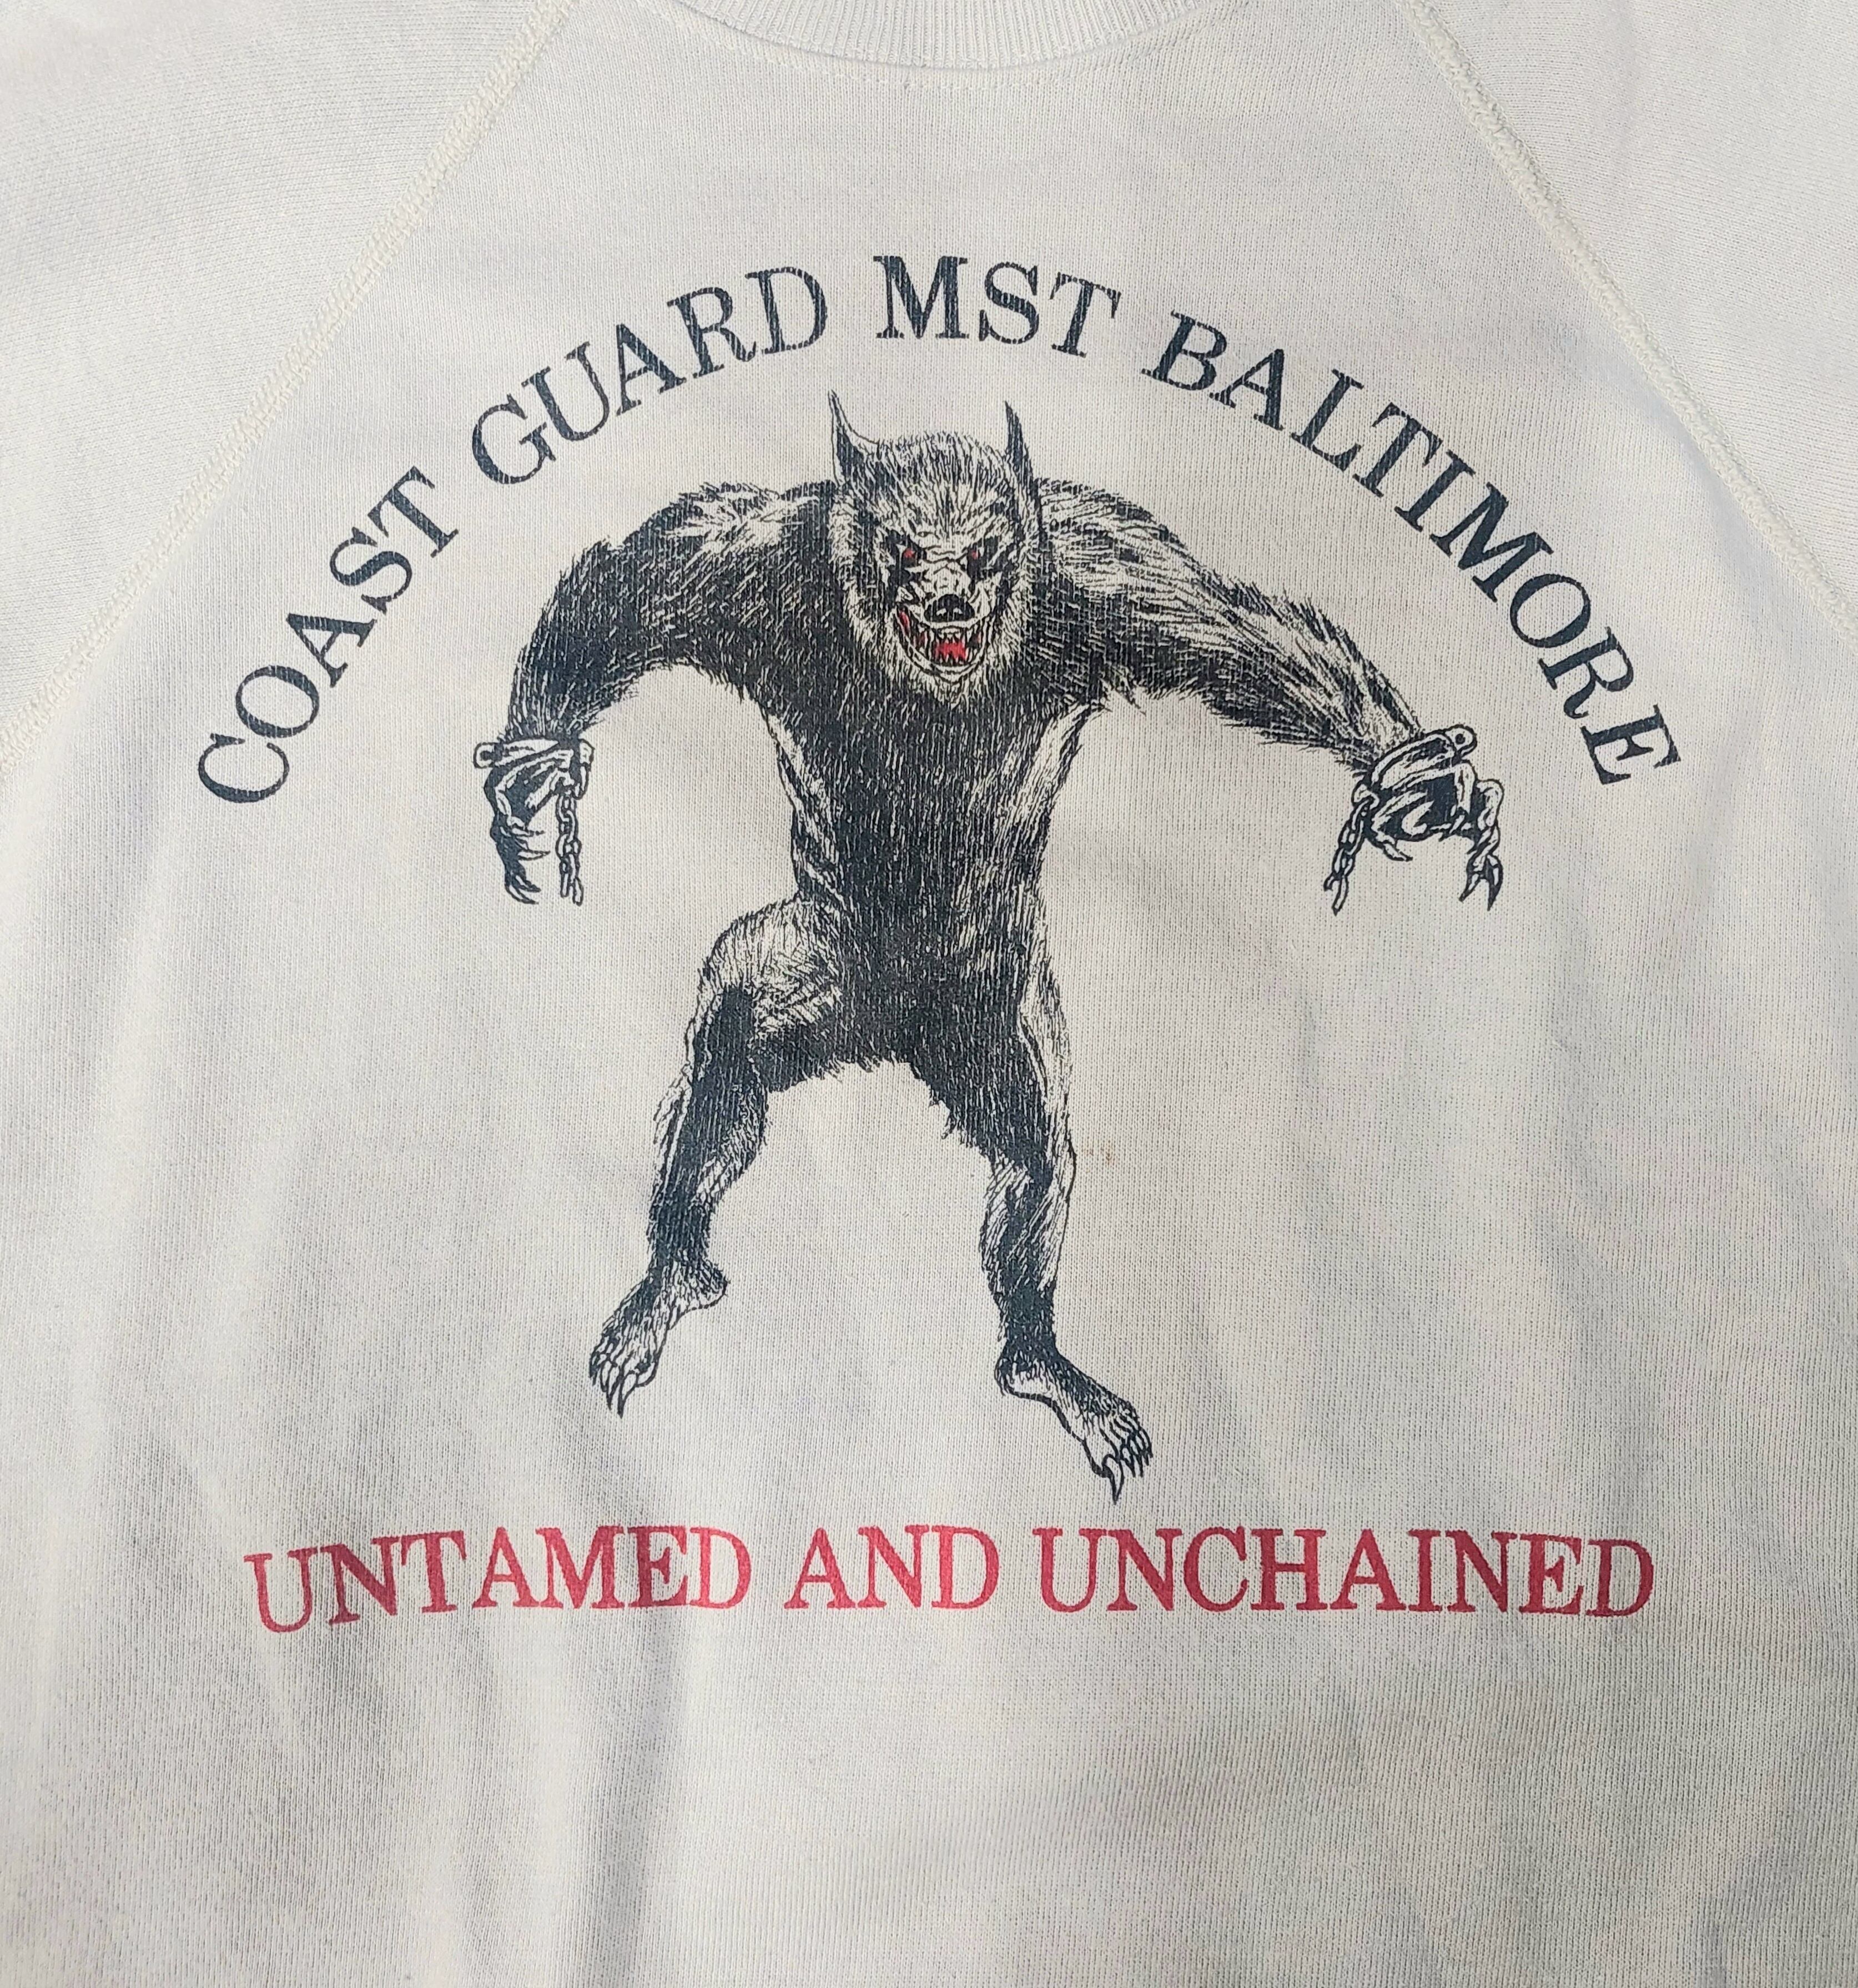 COAST GUARD MST BALTIMORE
UNTAMED AND UNCHAINED